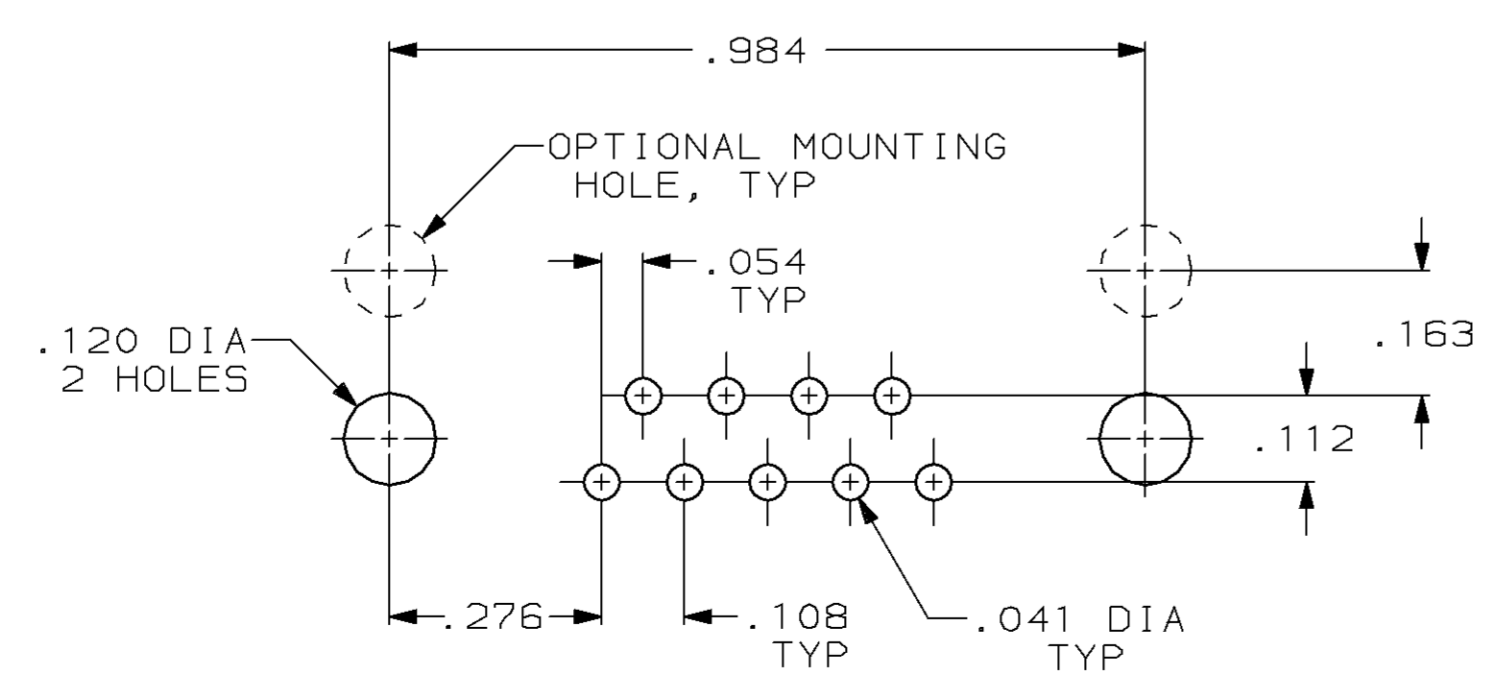 .984
OPTIONAL MOUNTING
HOLE, TYP
.054
TYP
.163
.120 DIA
2 HOLES
.112
.276
.108
TYP
.041 DIA
TYP